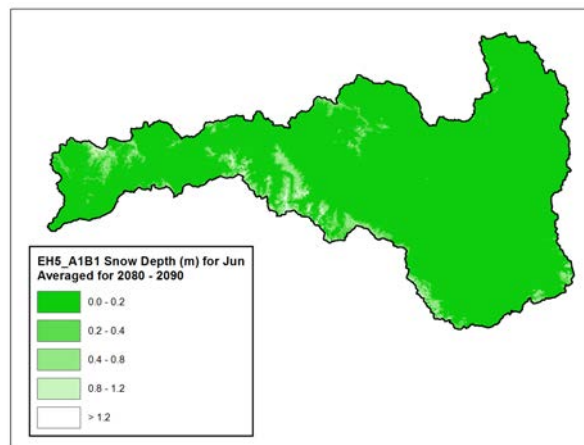 EH5_A1B1 Snow Depth (m) for Jun
Averaged for 2080 - 2090
0.0 - 0.2
0.2 - 0.4
0.4 - 0.8
0.8 - 1.2
> 1.2